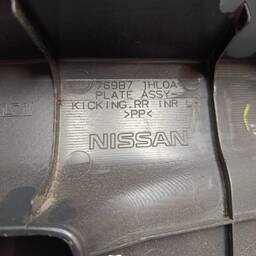 76987 1HL0A
PLATE ASSY-
KICKING.RR INR L
>PP<
NISSAN